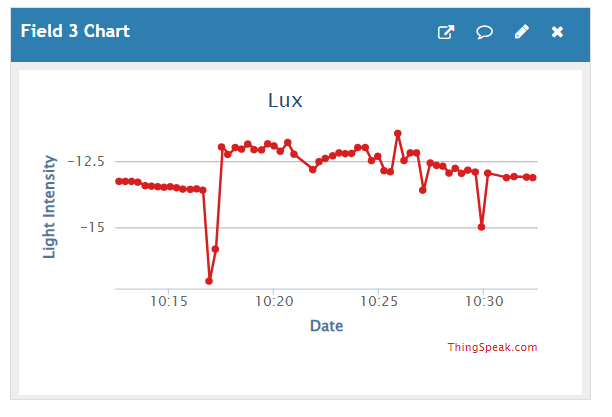 Field 3 Chart
Lux
Light Intensity
-12.5
-15
10:15 10:20 10:25 10:30
Date
ThingSpeak.com